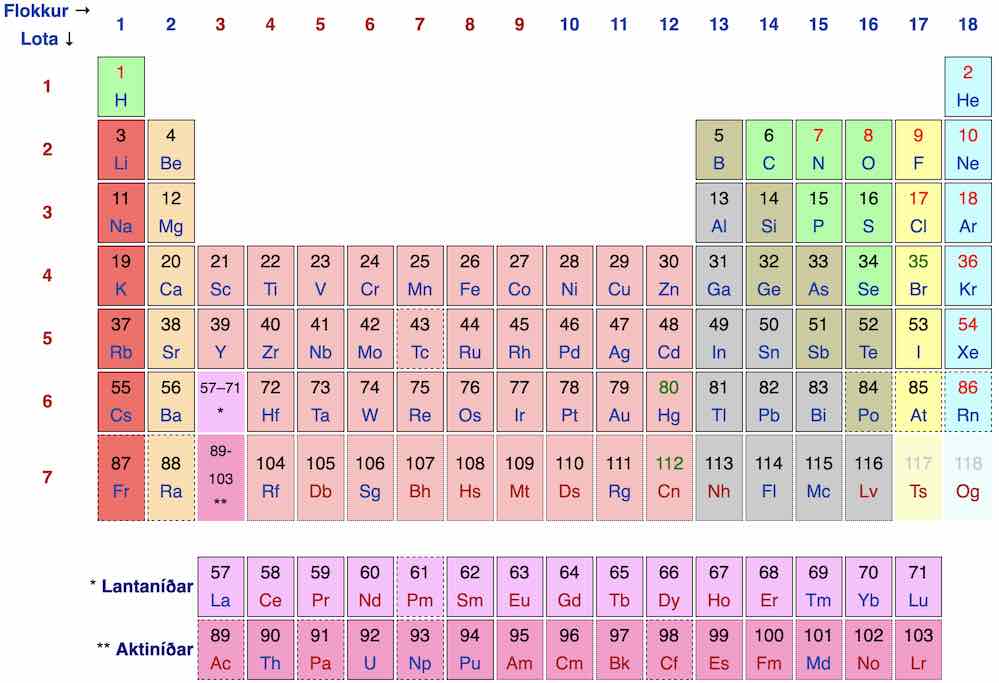 Flokkur → 1 2 3 4 5 6 7 8 9 10 11 12 13 14 15 16 17 18
Lota ↓
1 1 2
H He
2 3 4 5 6 7 8 9 10
Li Be B C N O F Ne
3 11 12 13 14 15 16 17 18
Na Mg Al Si P S Cl Ar
4 19 20 21 22 23 24 25 26 27 28 29 30 31 32 33 34 35 36
K Ca Sc Ti V Cr Mn Fe Co Ni Cu Zn Ga Ge As Se Br Kr
5 37 38 39 40 41 42 43 44 45 46 47 48 49 50 51 52 53 54
Rb Sr Y Zr Nb Mo Tc Ru Rh Pd Ag Cd In Sn Sb Te I Xe
6 55 56 57–71 72 73 74 75 76 77 78 79 80 81 82 83 84 85 86
Cs Ba * Hf Ta W Re Os Ir Pt Au Hg Tl Pb Bi Po At Rn
7 87 88 89-103 104 105 106 107 108 109 110 111 112 113 114 115 116 117 118
Fr Ra ** Rf Db Sg Bh Hs Mt Ds Rg Cn Nh Fl Mc Lv Ts Og
* Lantaníðar 57 58 59 60 61 62 63 64 65 66 67 68 69 70 71
La Ce Pr Nd Pm Sm Eu Gd Tb Dy Ho Er Tm Yb Lu
** Aktiníðar 89 90 91 92 93 94 95 96 97 98 99 100 101 102 103
Ac Th Pa U Np Pu Am Cm Bk Cf Es Fm Md No Lr